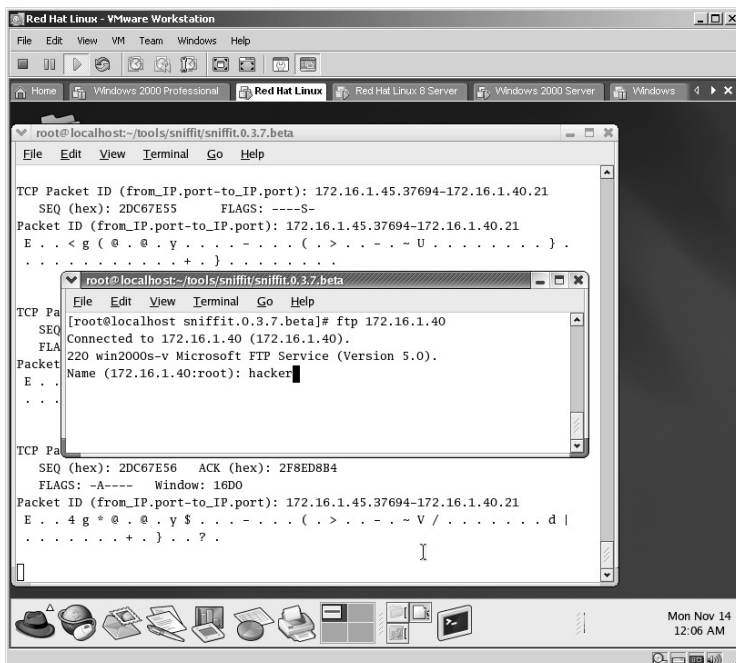 Red Hat Linux - VMware Workstation
File Edit View VM Team Windows Help
Home Windows 2000 Professional Red Hat Linux Red Hat Linux 8 Server Windows 2000 Server Windows
root@localhost:~/tools/sniffit/sniffit.0.3.7.beta
File Edit View Terminal Go Help
TCP Packet ID (from_IP.port-to_IP.port): 172.16.1.45.37694-172.16.1.40.21
SEQ (hex): 2DC67E55 FLAGS: ----S-
Packet ID (from_IP.port-to_IP.port): 172.16.1.45.37694-172.16.1.40.21
E . . < g ( @ . @ . y . . . . - . . . ( . > . . - . ~ U . . . . . . . . } .
. . . . . . . . . . . + . } . . . . . . . .
root@localhost:~/tools/sniffit/sniffit.0.3.7.beta
File Edit View Terminal Go Help
[root@localhost sniffit.0.3.7.beta]# ftp 172.16.1.40
Connected to 172.16.1.40 (172.16.1.40).
220 win2000s-v Microsoft FTP Service (Version 5.0).
Name (172.16.1.40:root): hacker
TCP Pa
SEQ
FLA
Packet
E . .
. . .
TCP Pa
SEQ (hex): 2DC67E56 ACK (hex): 2F8ED8B4
FLAGS: -A---- Window: 16D0
Packet ID (from_IP.port-to_IP.port): 172.16.1.45.37694-172.16.1.40.21
E . . 4 g * @ . @ . y $ . . . - . . . ( . > . . - . ~ V / . . . . . . . d |
. . . . . . . + . } . . ? .
Mon Nov 14
12:06 AM